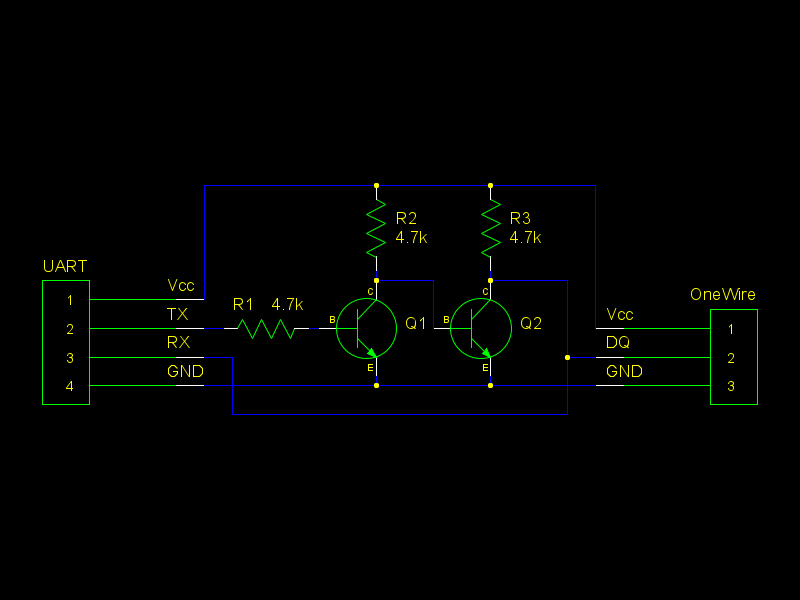 R2
4.7k
R3
4.7k
UART
Vcc
1
TX
2
RX
3
GND
4
R1 4.7k
B
C
E
Q1
B
C
E
Q2
OneWire
Vcc
1
DQ
2
GND
3